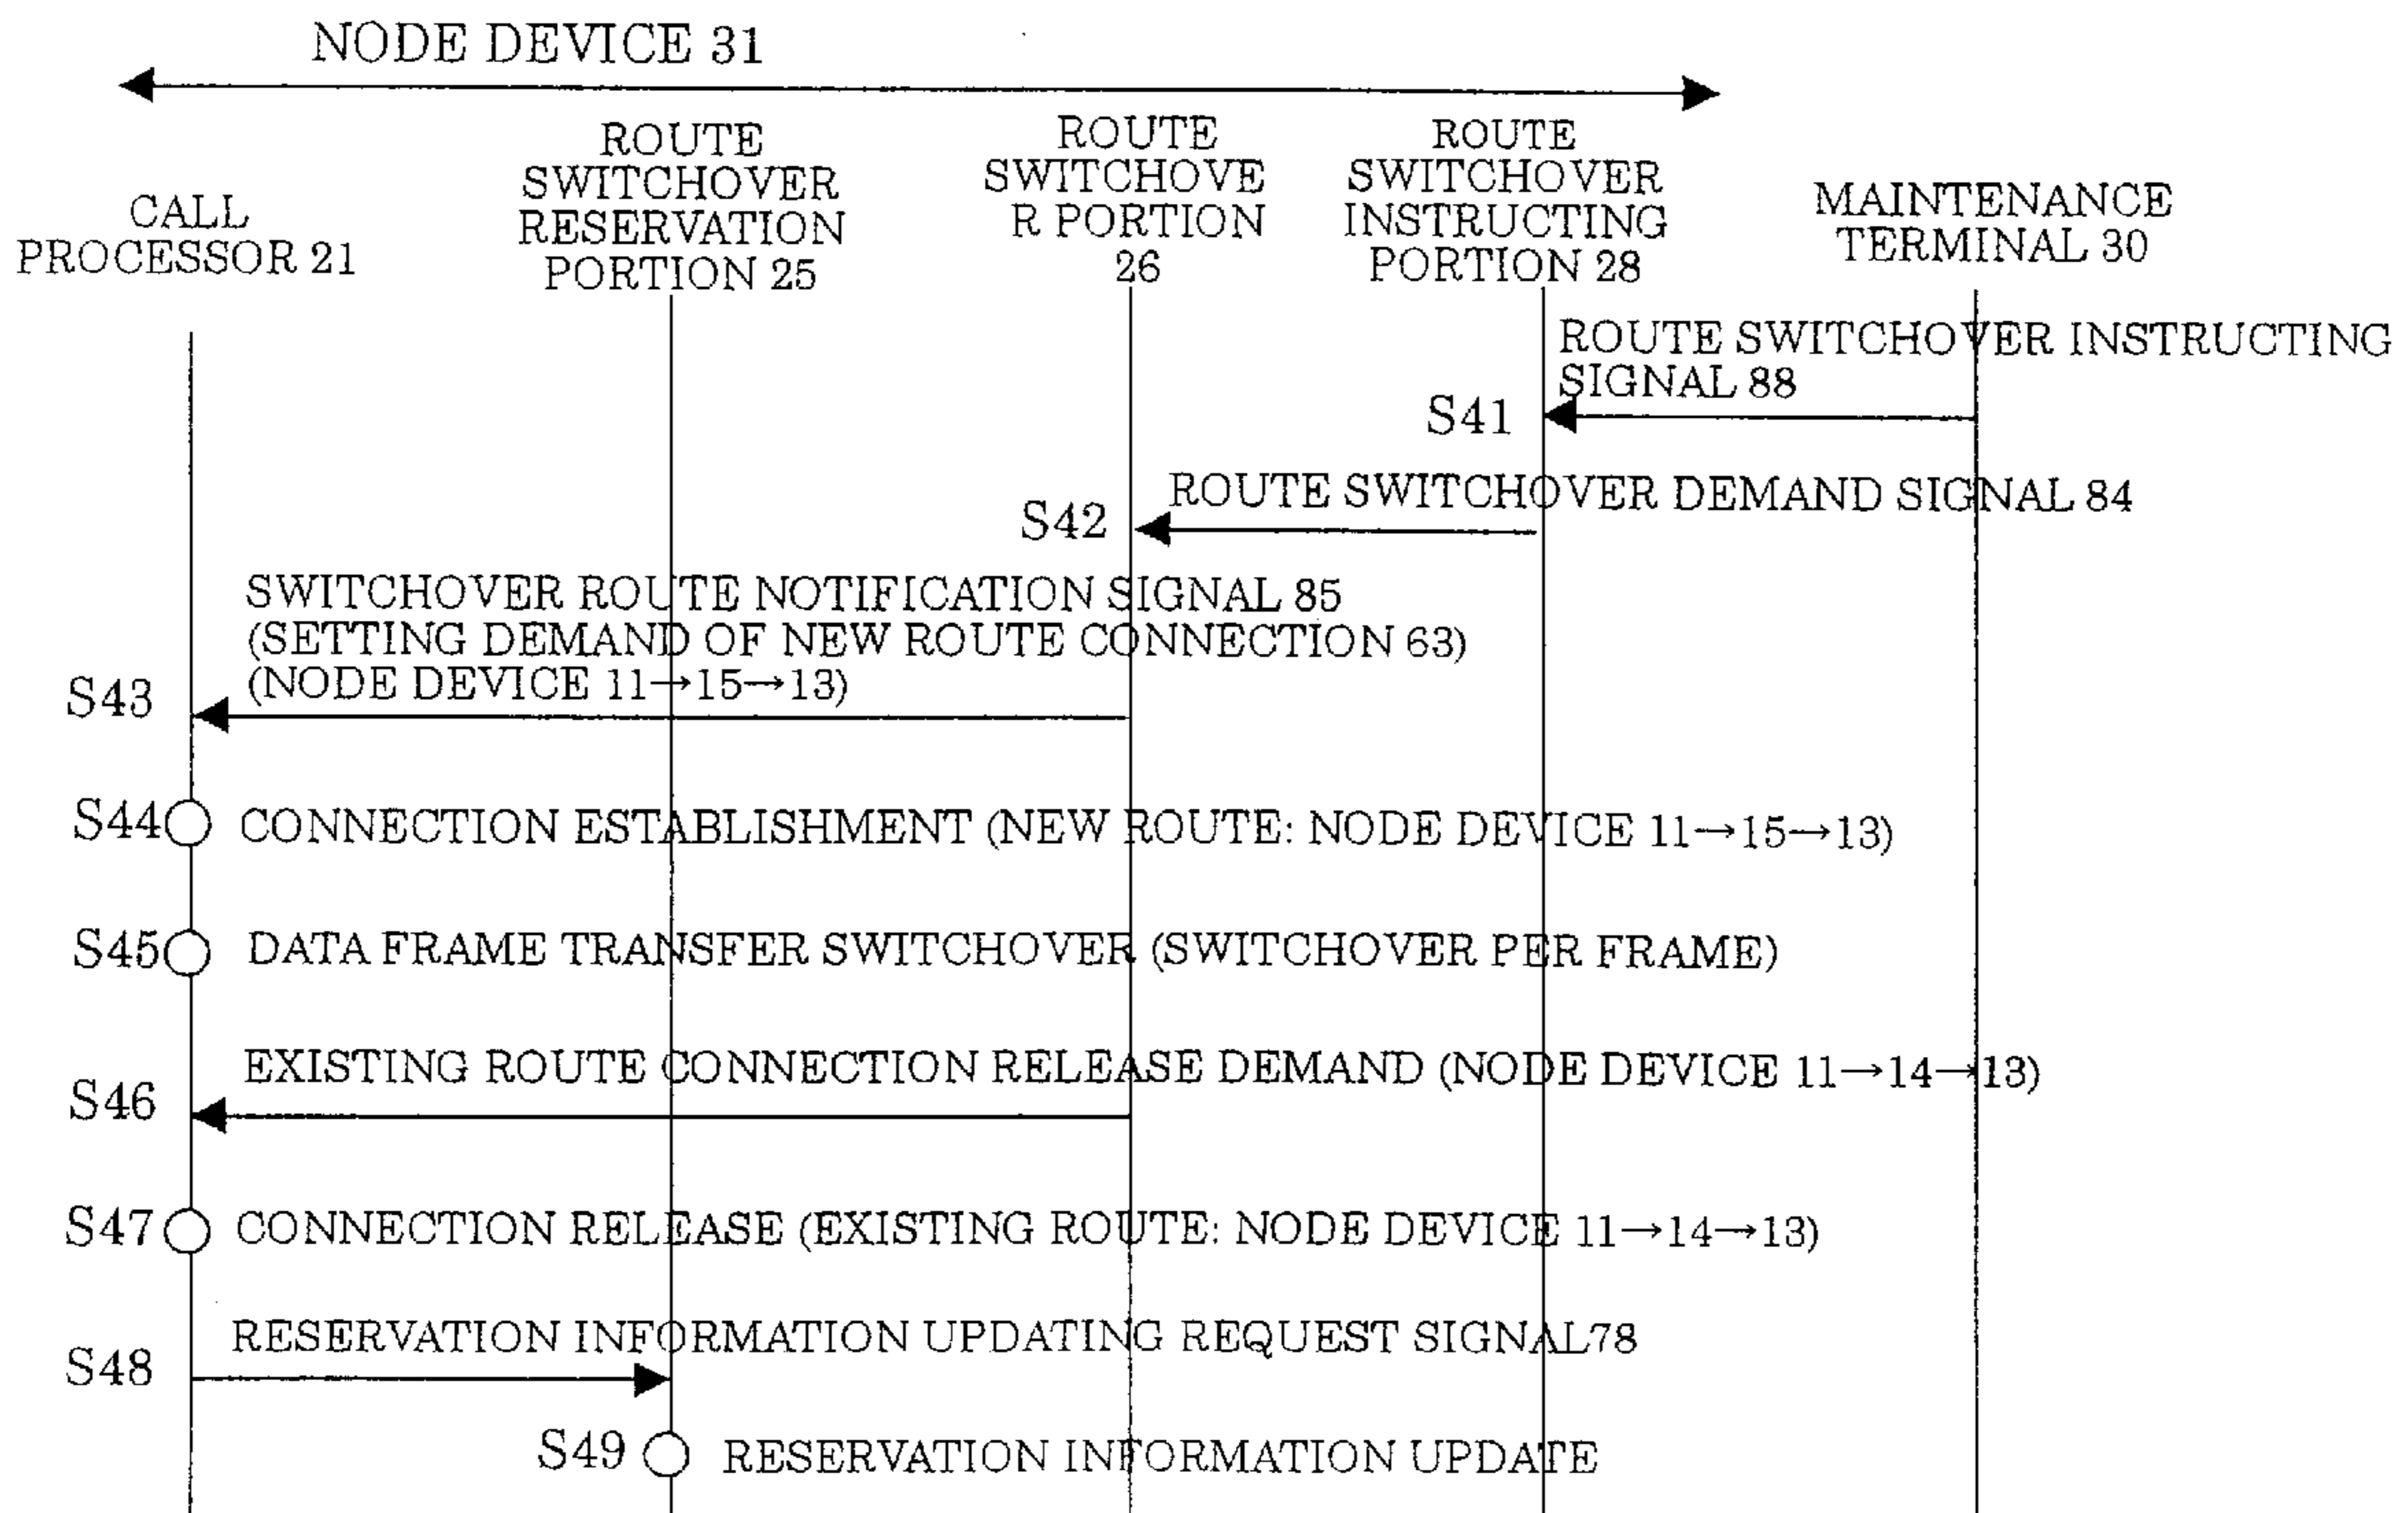 NODE DEVICE 31
CALL
PROCESSOR 21
ROUTE
SWITCHOVER
RESERVATION
PORTION 25
ROUTE
SWITCHOVE
R PORTION
26
ROUTE
SWITCHOVER
INSTRUCTING
PORTION 28
MAINTENANCE
TERMINAL 30
ROUTE SWITCHOVER INSTRUCTING
SIGNAL 88
S41
ROUTE SWITCHOVER DEMAND SIGNAL 84
S42
SWITCHOVER ROUTE NOTIFICATION SIGNAL 85
(SETTING DEMAND OF NEW ROUTE CONNECTION 63)
(NODE DEVICE 11→15→13)
S43
S44 CONNECTION ESTABLISHMENT (NEW ROUTE: NODE DEVICE 11→15→13)
S45 DATA FRAME TRANSFER SWITCHOVER (SWITCHOVER PER FRAME)
EXISTING ROUTE CONNECTION RELEASE DEMAND (NODE DEVICE 11→14→13)
S46
S47 CONNECTION RELEASE (EXISTING ROUTE: NODE DEVICE 11→14→13)
RESERVATION INFORMATION UPDATING REQUEST SIGNAL78
S48
S49 RESERVATION INFORMATION UPDATE